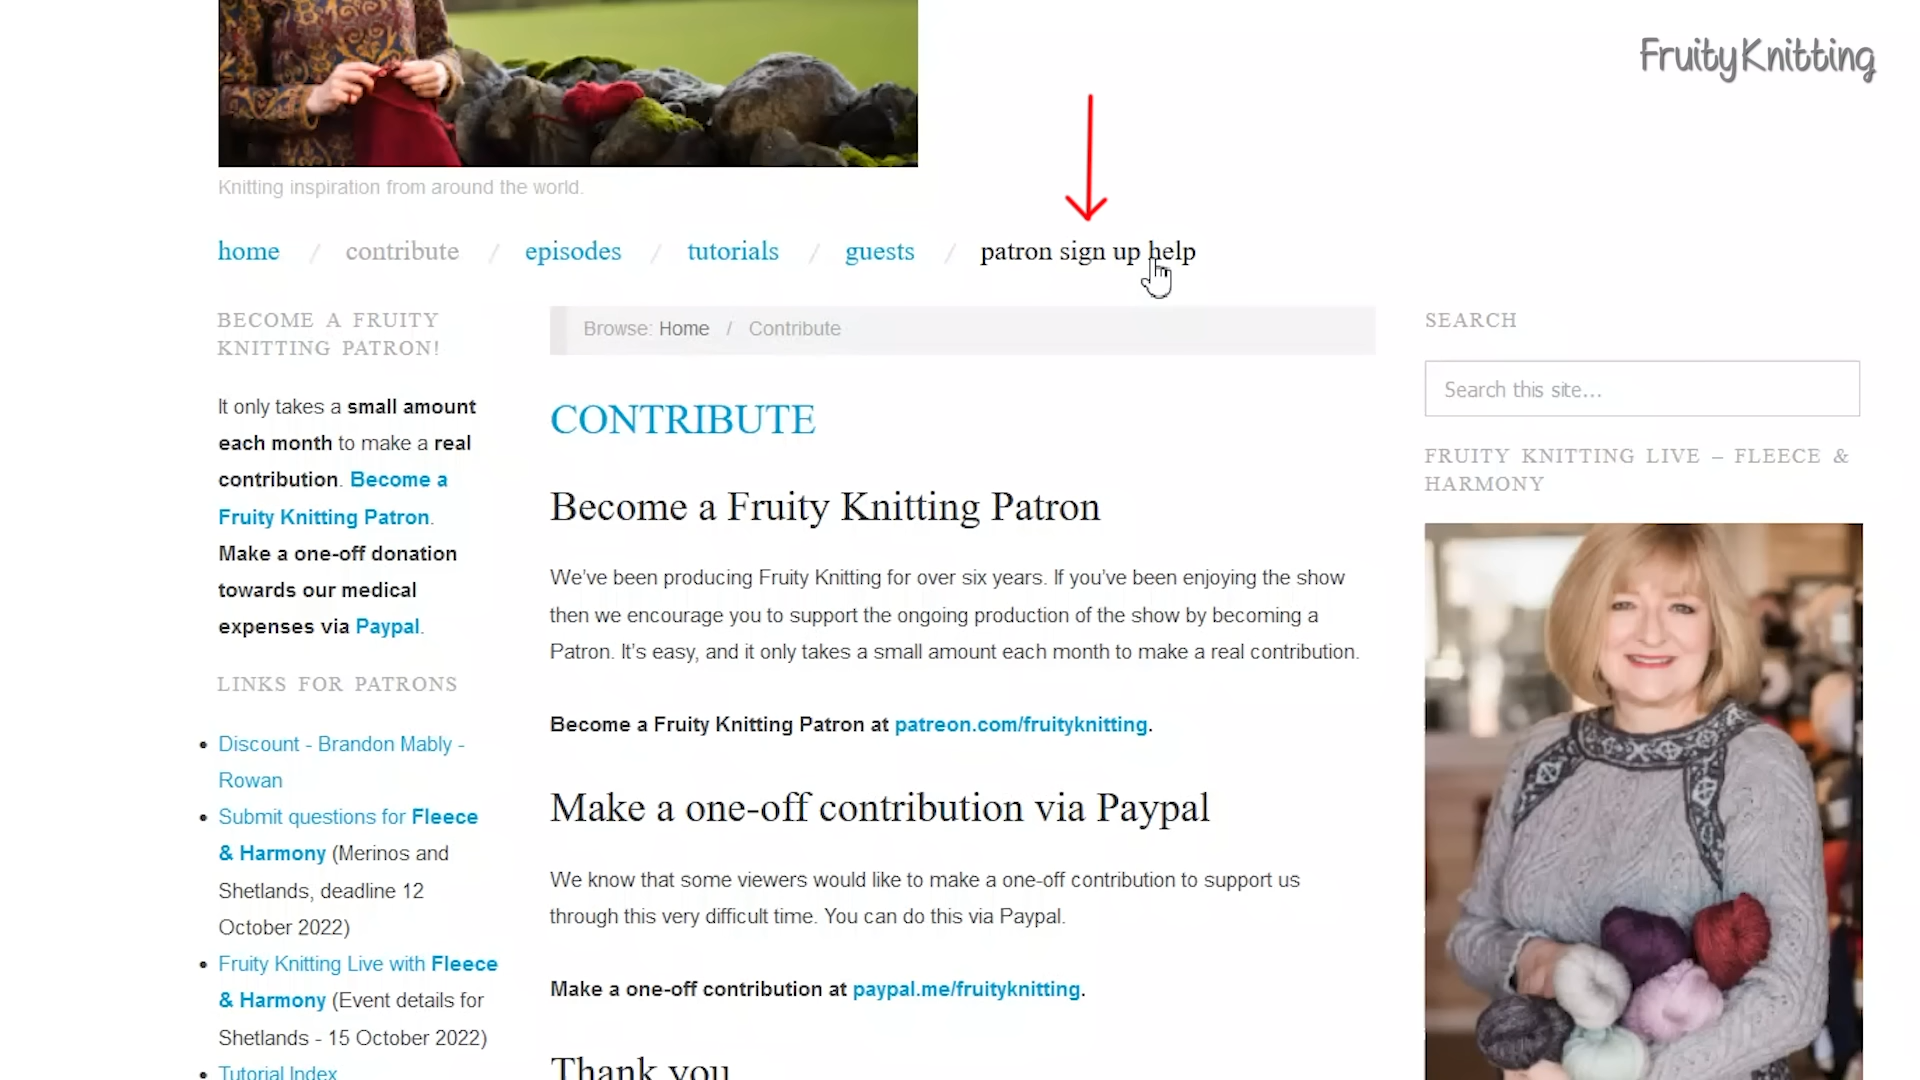 FruityKnitting
Knitting inspiration from around the world.
home / contribute / episodes / tutorials / guests / patron sign up help
BECOME A FRUITY
KNITTING PATRON!
It only takes a small amount
each month to make a real
contribution. Become a
Fruity Knitting Patron.
Make a one-off donation
towards our medical
expenses via Paypal.
LINKS FOR PATRONS
Discount - Brandon Mably -
Rowan
Submit questions for Fleece
& Harmony (Merinos and
Shetlands, deadline 12
October 2022)
Fruity Knitting Live with Fleece
& Harmony (Event details for
Shetlands - 15 October 2022)
Tutorial Index
Browse: Home / Contribute
CONTRIBUTE
Become a Fruity Knitting Patron
We've been producing Fruity Knitting for over six years. If you've been enjoying the show
then we encourage you to support the ongoing production of the show by becoming a
Patron. It's easy, and it only takes a small amount each month to make a real contribution.
Become a Fruity Knitting Patron at patreon.com/fruityknitting.
Make a one-off contribution via Paypal
We know that some viewers would like to make a one-off contribution to support us
through this very difficult time. You can do this via Paypal.
Make a one-off contribution at paypal.me/fruityknitting.
Thank you
SEARCH
Search this site...
FRUITY KNITTING LIVE – FLEECE &
HARMONY